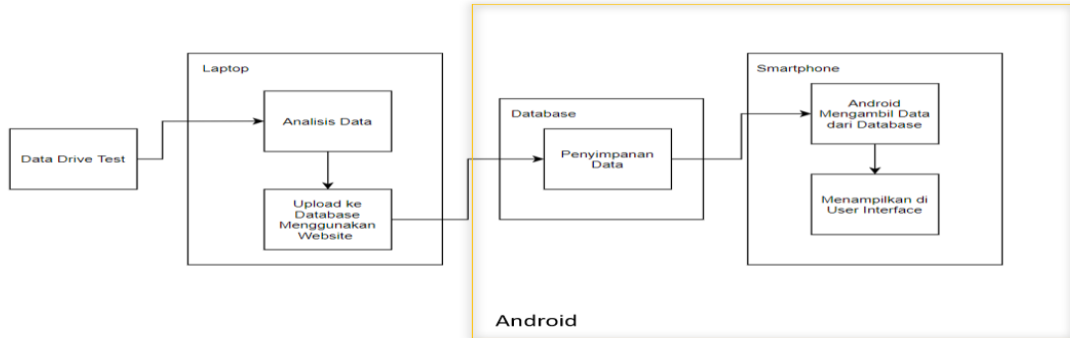 Data Drive Test
Laptop
Analisis Data
Upload ke
Database
Menggunakan
Website
Database
Penyimpanan
Data
Smartphone
Android
Mengambil Data
dari Database
Menampilkan di
User Interface
Android